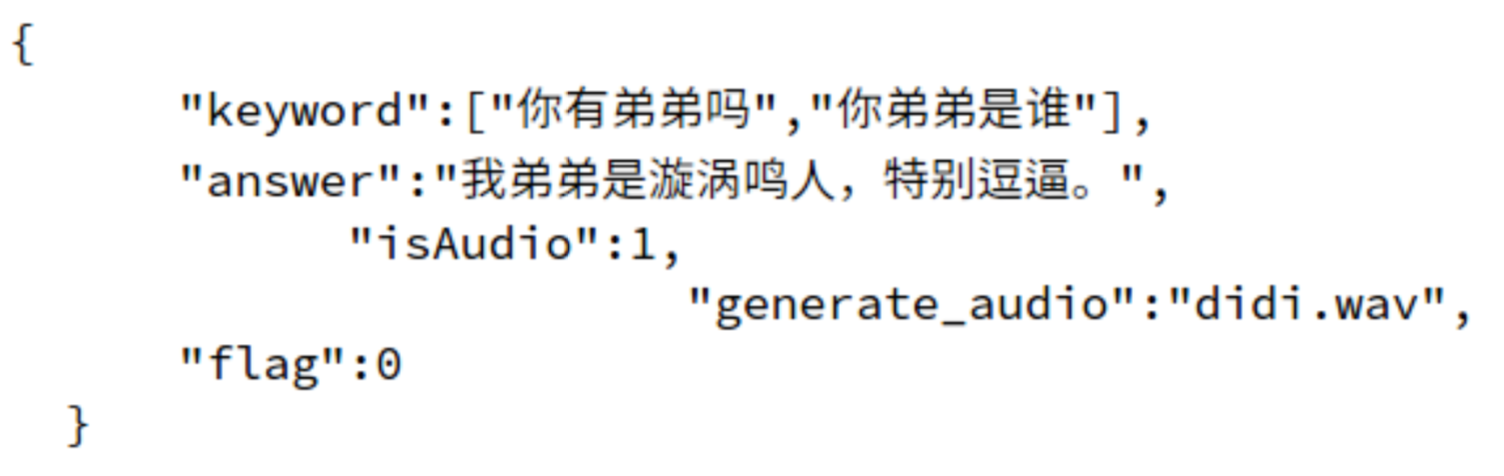 {
"keyword":["你有弟弟吗","你弟弟是谁"],
"answer":"我弟弟是漩涡鸣人，特别逗逼。",
"isAudio":1,
"generate_audio":"didi.wav",
"flag":0
}